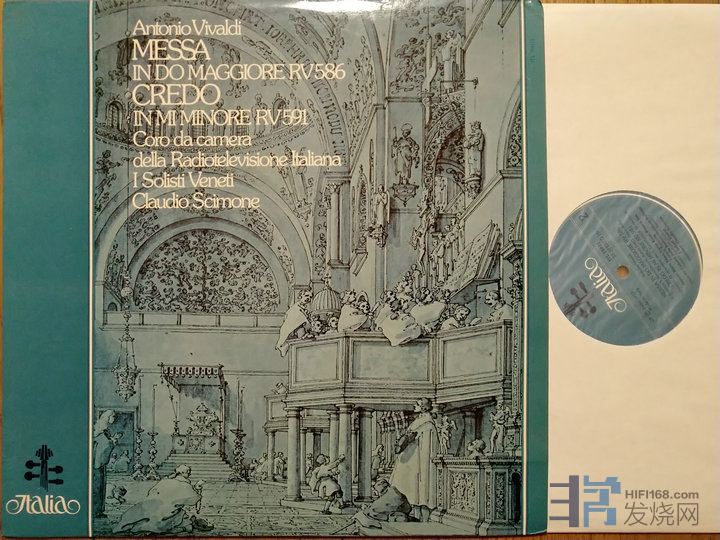 Antonio Vivaldi
MESSA
IN DO MAGGIORE RV 586
CREDO
IN MI MINORE RV 591
Coro da camera
della Radiotelevisione Italiana
I Solisti Veneti
Claudio Scimone
Italia
Italia
HIFI168.com
发烧网